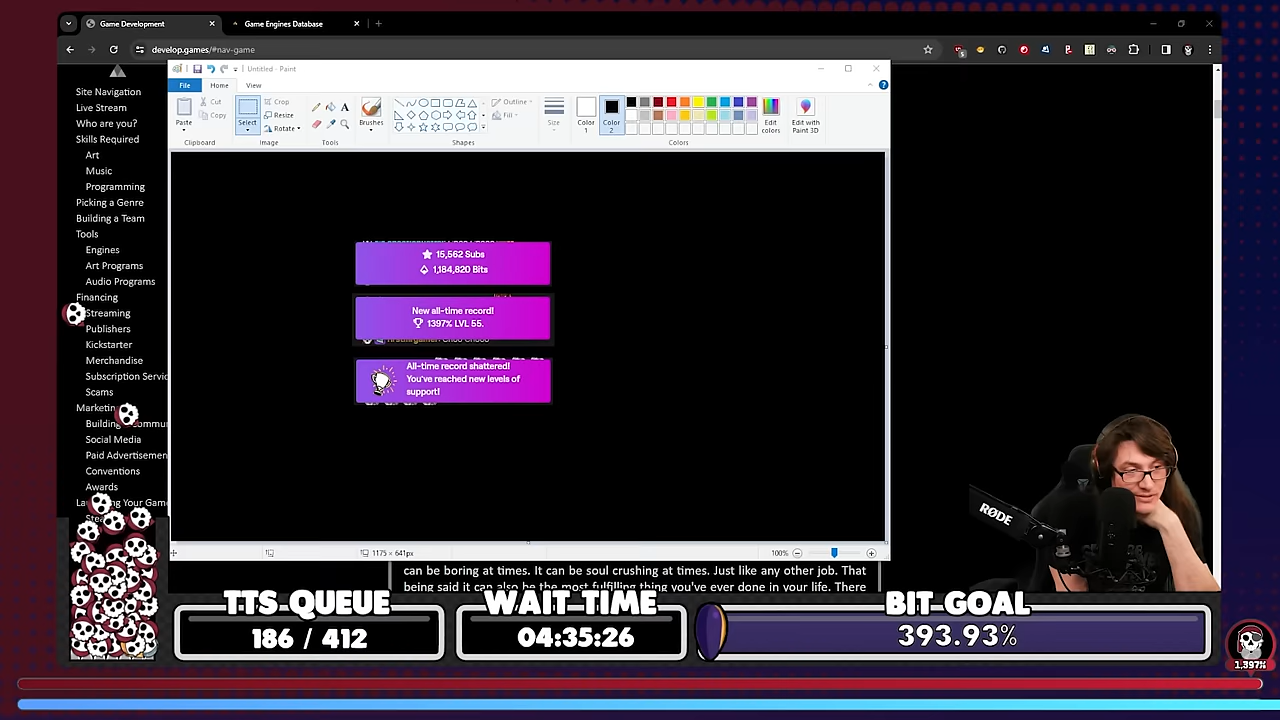 Game Development
Game Engines Database
develop.games/#nav-game
Site Navigation
Live Stream
Who are you?
Skills Required
Art
Music
Programming
Picking a Genre
Building a Team
Tools
Engines
Art Programs
Audio Programs
Financing
Streaming
Publishers
Kickstarter
Merchandise
Subscription Servic
Scams
Marketin
Building
Social Media
Paid Advertisemen
Conventions
Awards
Your Game
Untitled - Paint
File
Home
View
Paste
Cut
Copy
Clipboard
Select
Crop
Resize
Rotate
Image
Tools
Brushes
Shapes
Outline
Fill
Size
Color 1
Color 2
Edit colors
Edit with Paint 3D
Colors
15,562 Subs
1,184,820 Bits
New all-time record!
1397% LVL 55.
All-time record shattered!
You've reached new levels of
support!
1175 × 641px
100%
can be boring at times. It can be soul crushing at times. Just like any other job. That
being said it can also be the most fulfilling thing you've ever done in your life. There
RØDE
TTS QUEUE
186 / 412
WAIT TIME
04:35:26
BIT GOAL
393.93%
1,397%